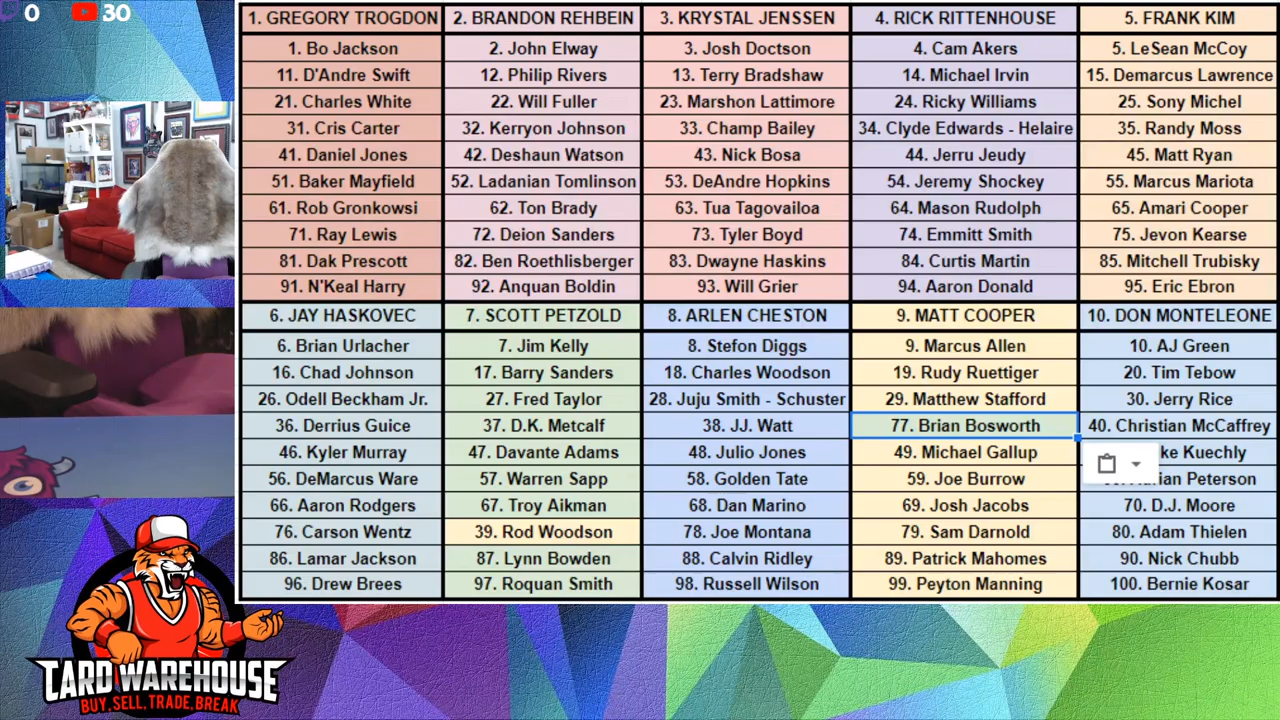 0 30
1. GREGORY TROGDON 2. BRANDON REHBEIN 3. KRYSTAL JENSSEN 4. RICK RITTENHOUSE 5. FRANK KIM
1. Bo Jackson 2. John Elway 3. Josh Doctson 4. Cam Akers 5. LeSean McCoy
11. D'Andre Swift 12. Philip Rivers 13. Terry Bradshaw 14. Michael Irvin 15. Demarcus Lawrence
21. Charles White 22. Will Fuller 23. Marshon Lattimore 24. Ricky Williams 25. Sony Michel
31. Cris Carter 32. Kerryon Johnson 33. Champ Bailey 34. Clyde Edwards - Helaire 35. Randy Moss
41. Daniel Jones 42. Deshaun Watson 43. Nick Bosa 44. Jerru Jeudy 45. Matt Ryan
51. Baker Mayfield 52. Ladanian Tomlinson 53. DeAndre Hopkins 54. Jeremy Shockey 55. Marcus Mariota
61. Rob Gronkowsi 62. Ton Brady 63. Tua Tagovailoa 64. Mason Rudolph 65. Amari Cooper
71. Ray Lewis 72. Deion Sanders 73. Tyler Boyd 74. Emmitt Smith 75. Jevon Kearse
81. Dak Prescott 82. Ben Roethlisberger 83. Dwayne Haskins 84. Curtis Martin 85. Mitchell Trubisky
91. N'Keal Harry 92. Anquan Boldin 93. Will Grier 94. Aaron Donald 95. Eric Ebron
6. JAY HASKOVEC 7. SCOTT PETZOLD 8. ARLEN CHESTON 9. MATT COOPER 10. DON MONTELEONE
6. Brian Urlacher 7. Jim Kelly 8. Stefon Diggs 9. Marcus Allen 10. AJ Green
16. Chad Johnson 17. Barry Sanders 18. Charles Woodson 19. Rudy Ruettiger 20. Tim Tebow
26. Odell Beckham Jr. 27. Fred Taylor 28. Juju Smith - Schuster 29. Matthew Stafford 30. Jerry Rice
36. Derrius Guice 37. D.K. Metcalf 38. JJ. Watt 77. Brian Bosworth 40. Christian McCaffrey
46. Kyler Murray 47. Davante Adams 48. Julio Jones 49. Michael Gallup ke Kuechly
56. DeMarcus Ware 57. Warren Sapp 58. Golden Tate 59. Joe Burrow Peterson
66. Aaron Rodgers 67. Troy Aikman 68. Dan Marino 69. Josh Jacobs 70. D.J. Moore
76. Carson Wentz 39. Rod Woodson 78. Joe Montana 79. Sam Darnold 80. Adam Thielen
86. Lamar Jackson 87. Lynn Bowden 88. Calvin Ridley 89. Patrick Mahomes 90. Nick Chubb
96. Drew Brees 97. Roquan Smith 98. Russell Wilson 99. Peyton Manning 100. Bernie Kosar
CARD WAREHOUSE
BUY, SELL, TRADE, BREAK